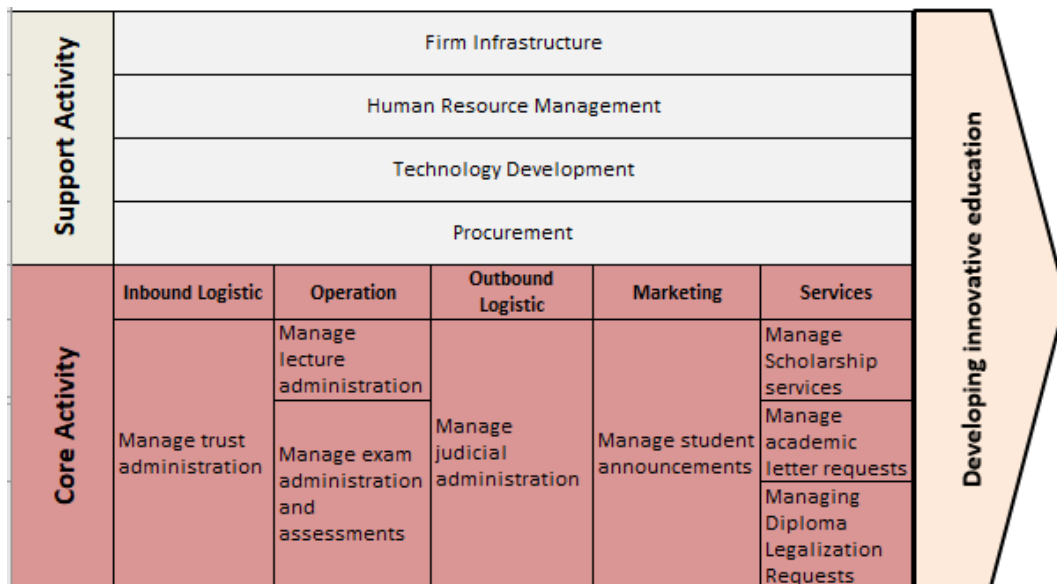 Support Activity
Firm Infrastructure
Human Resource Management
Technology Development
Procurement
Core Activity
Inbound Logistic
Operation
Outbound
Logistic
Marketing
Services
Manage trust
administration
Manage
lecture
administration
Manage exam
administration
and
assessments
Manage
judicial
administration
Manage student
announcements
Manage
Scholarship
services
Manage
academic
letter requests
Managing
Diploma
Legalization
Requests
Developing innovative education